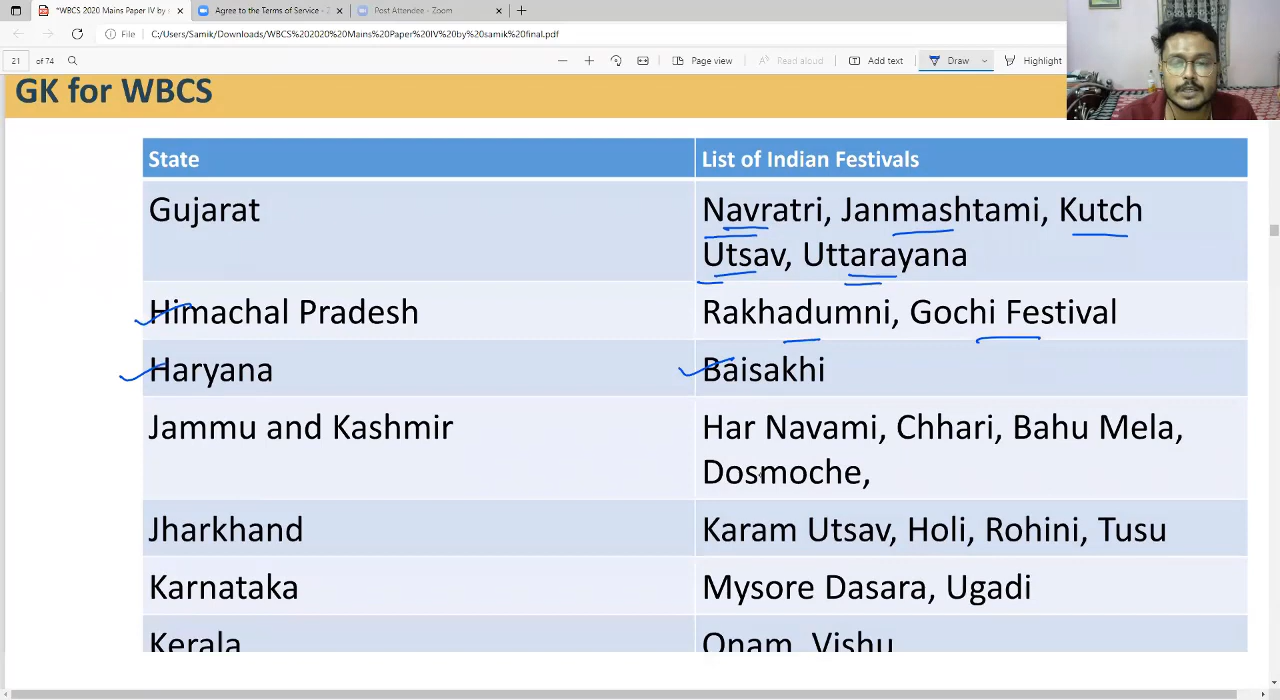 *WBCS 2020 Mains Paper IV by
Agree to the Terms of Service - 2
Post Attendee - Zoom
File
C:/Users/Samik/Downloads/WBCS%202020%20Mains%20Paper%20IV%20by%20samik%20final.pdf
21 of 74
Page view
Read aloud
Add text
Draw
Highlight
GK for WBCS
State List of Indian Festivals
Gujarat Navratri, Janmashtami, Kutch
Utsav, Uttarayana
Himachal Pradesh Rakhadumni, Gochi Festival
Haryana Baisakhi
Jammu and Kashmir Har Navami, Chhari, Bahu Mela,
Dosmoche,
Jharkhand Karam Utsav, Holi, Rohini, Tusu
Karnataka Mysore Dasara, Ugadi
Kerala Onam, Vishu